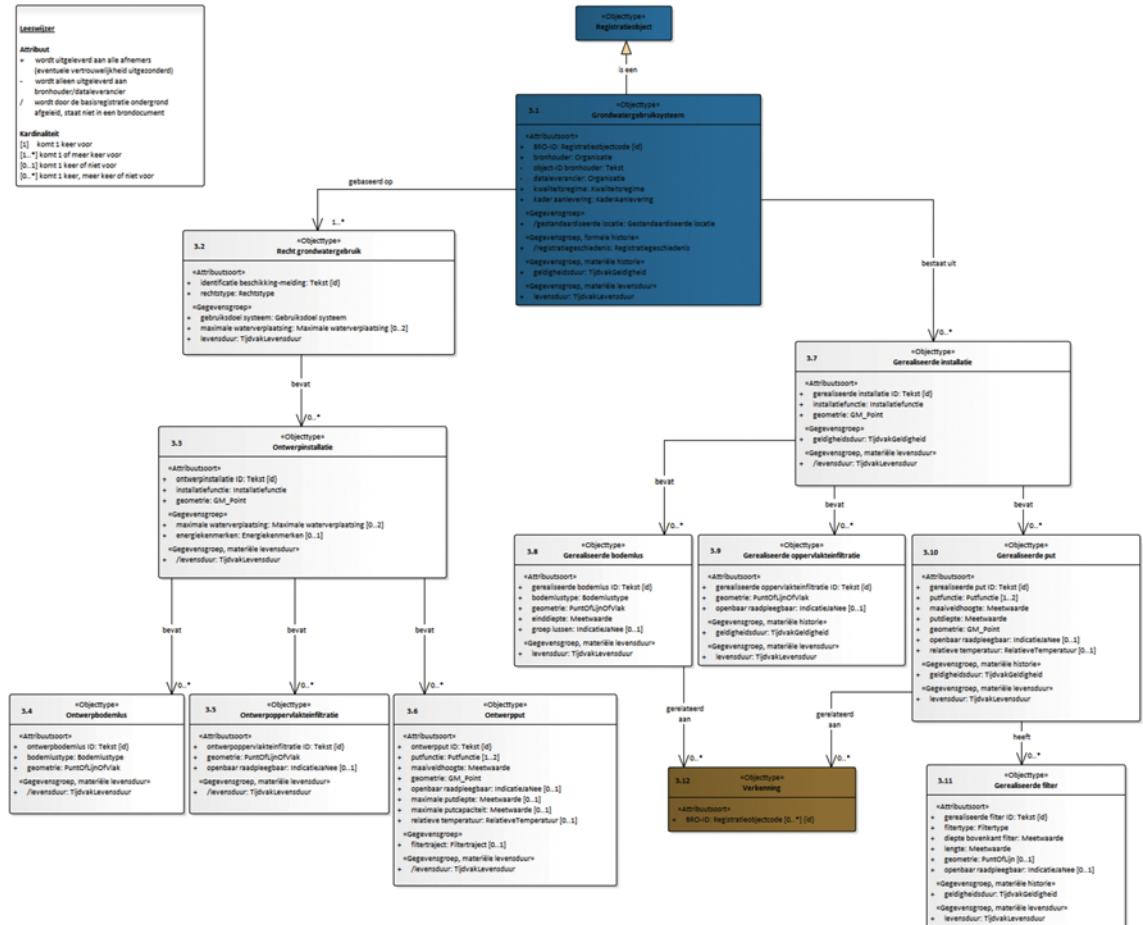 Leeswijzer
Attribuut
+ wordt uitgeleverd aan alle afnemers
(eventuele vertrouwelijkheid uitgezonderd)
- wordt alleen uitgeleverd aan
bronhouder/dataleverancier
/ wordt door de basisregistratie ondergrond
afgeleid, staat niet in een brondocument
Kardinaliteit
[1] komt 1 keer voor
[1..*] komt 1 of meer keer voor
[0..1] komt 1 keer of niet voor
[0..*] komt 1 keer, meer keer of niet voor
«Objecttype»
Registratieobject
is een
3.1
«Objecttype»
Grondwatergebruiksysteem
«Attribuutsoort»
+ BRO-ID: Registratieobjectcode {id}
+ bronhouder: Organisatie
- object-ID bronhouder: Tekst
- dataleverancier: Organisatie
+ kwaliteitsregime: Kwaliteitsregime
+ kader aanlevering: KaderAanlevering
«Gegevensgroep»
+ /gestandaardiseerde locatie: Gestandaardiseerde locatie
«Gegevensgroep, formele historie»
+ /registratiegeschiedenis: Registratiegeschiedenis
«Gegevensgroep, materiële historie»
+ geldigheidsduur: TijdvakGeldigheid
«Gegevensgroep, materiële levensduur»
+ levensduur: TijdvakLevensduur
gebaseerd op
1..*
bestaat uit
/0..*
3.2
«Objecttype»
Recht grondwatergebruik
«Attribuutsoort»
+ identificatie beschikking-melding: Tekst {id}
+ rechtstype: Rechtstype
«Gegevensgroep»
+ gebruiksdoel systeem: Gebruiksdoel systeem
+ maximale waterverplaatsing: Maximale waterverplaatsing [0..2]
+ levensduur: TijdvakLevensduur
bevat
/0..*
3.3
«Objecttype»
Ontwerpinstallatie
«Attribuutsoort»
+ ontwerpinstallatie ID: Tekst {id}
+ installatiefunctie: Installatiefunctie
+ geometrie: GM_Point
«Gegevensgroep»
+ maximale waterverplaatsing: Maximale waterverplaatsing [0..2]
+ energiekenmerken: Energiekenmerken [0..1]
«Gegevensgroep, materiële levensduur»
+ /levensduur: TijdvakLevensduur
bevat
bevat
bevat
/0..*
/0..*
/0..*
3.4
«Objecttype»
Ontwerpbodemlus
«Attribuutsoort»
+ ontwerpbodemlus ID: Tekst {id}
+ bodemlustype: Bodemlustype
+ geometrie: PuntOfLijnOfVlak
«Gegevensgroep, materiële levensduur»
+ /levensduur: TijdvakLevensduur
3.5
«Objecttype»
Ontwerpoppervlakteinfiltratie
«Attribuutsoort»
+ ontwerpoppervlakteinfiltratie ID: Tekst {id}
+ geometrie: PuntOfLijnOfVlak
+ openbaar raadpleegbaar: IndicatieJaNee [0..1]
«Gegevensgroep, materiële levensduur»
+ /levensduur: TijdvakLevensduur
3.6
«Objecttype»
Ontwerpput
«Attribuutsoort»
+ ontwerpput ID: Tekst {id}
+ putfunctie: Putfunctie [1..2]
+ maaiveldhoogte: Meetwaarde
+ geometrie: GM_Point
+ openbaar raadpleegbaar: IndicatieJaNee [0..1]
+ maximale putdiepte: Meetwaarde [0..1]
+ maximale putcapaciteit: Meetwaarde [0..1]
+ relatieve temperatuur: RelatieveTemperatuur [0..1]
«Gegevensgroep»
+ filtertraject: Filtertraject [0..1]
«Gegevensgroep, materiële levensduur»
+ /levensduur: TijdvakLevensduur
3.7
«Objecttype»
Gerealiseerde installatie
«Attribuutsoort»
+ gerealiseerde installatie ID: Tekst {id}
+ installatiefunctie: Installatiefunctie
+ geometrie: GM_Point
«Gegevensgroep»
+ geldigheidsduur: TijdvakGeldigheid
«Gegevensgroep, materiële levensduur»
+ /levensduur: TijdvakLevensduur
bevat
bevat
bevat
/0..*
/0..*
/0..*
3.8
«Objecttype»
Gerealiseerde bodemlus
«Attribuutsoort»
+ gerealiseerde bodemlus ID: Tekst {id}
+ bodemlustype: Bodemlustype
+ geometrie: PuntOfLijnOfVlak
+ einddiepte: Meetwaarde
+ groep lussen: IndicatieJaNee [0..1]
«Gegevensgroep, materiële levensduur»
+ levensduur: TijdvakLevensduur
3.9
«Objecttype»
Gerealiseerde oppervlakteinfiltratie
«Attribuutsoort»
+ gerealiseerde oppervlakteinfiltratie ID: Tekst {id}
+ geometrie: PuntOfLijnOfVlak
+ openbaar raadpleegbaar: IndicatieJaNee [0..1]
«Gegevensgroep, materiële historie»
+ geldigheidsduur: TijdvakGeldigheid
«Gegevensgroep, materiële levensduur»
+ levensduur: TijdvakLevensduur
3.10
«Objecttype»
Gerealiseerde put
«Attribuutsoort»
+ gerealiseerde put ID: Tekst {id}
+ putfunctie: Putfunctie [1..2]
+ maaiveldhoogte: Meetwaarde
+ putdiepte: Meetwaarde
+ geometrie: GM_Point
+ openbaar raadpleegbaar: IndicatieJaNee [0..1]
+ relatieve temperatuur: RelatieveTemperatuur [0..1]
«Gegevensgroep, materiële historie»
+ geldigheidsduur: TijdvakGeldigheid
«Gegevensgroep, materiële levensduur»
+ levensduur: TijdvakLevensduur
gerelateerd
aan
/0..*
gerelateerd
aan
/0..*
heeft
/0..*
3.12
«Objecttype»
Verkenning
«Attribuutsoort»
+ BRO-ID: Registratieobjectcode [0..*] {id}
3.11
«Objecttype»
Gerealiseerde filter
«Attribuutsoort»
+ gerealiseerde filter ID: Tekst {id}
+ filtertype: Filtertype
+ diepte bovenkant filter: Meetwaarde
+ lengte: Meetwaarde
+ geometrie: PuntOfLijn [0..1]
+ openbaar raadpleegbaar: IndicatieJaNee [0..1]
«Gegevensgroep, materiële historie»
+ geldigheidsduur: TijdvakGeldigheid
«Gegevensgroep, materiële levensduur»
+ levensduur: TijdvakLevensduur